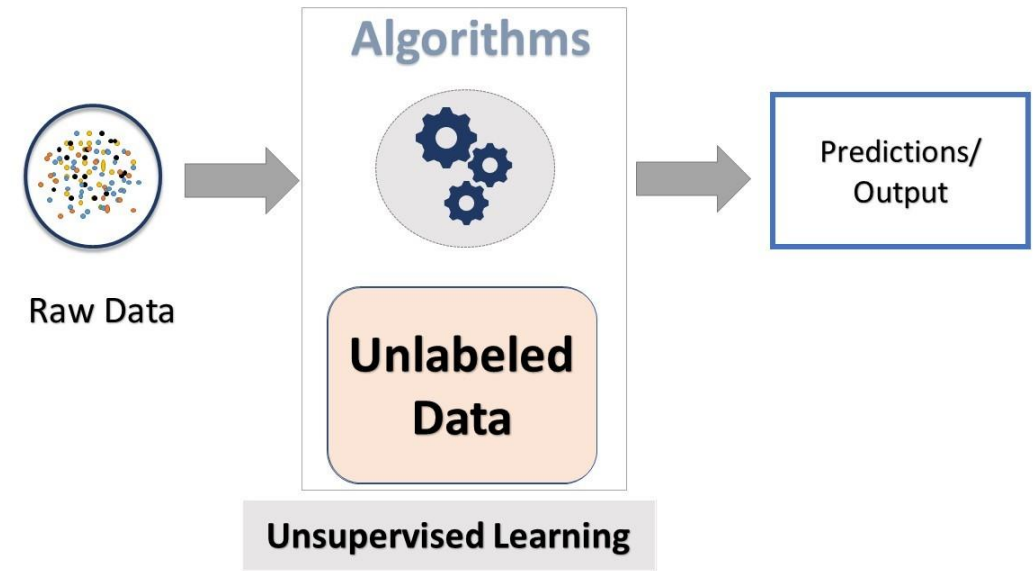 Algorithms
Raw Data
Unlabeled
Data
Predictions/
Output
Unsupervised Learning